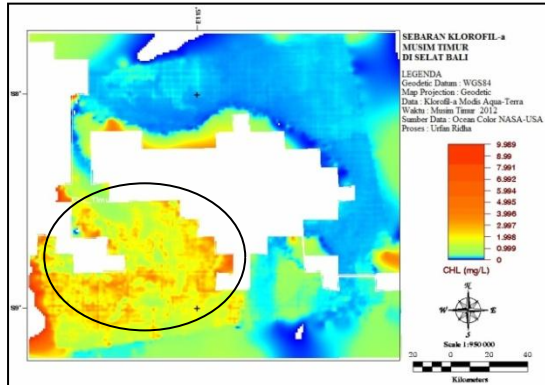 E115°
S8°
S9°
SEBARAN KLOROFIL-a
MUSIM TIMUR
DI SELAT BALI
LEGENDA
Geodetic Datum : WGS84
Map Projection : Geodetic
Data : Klorofil-a Modis Aqua-Terra
Waktu : Musim Timur 2012
Sumber Data : Ocean Color NASA-USA
Proses : Urfan Ridha
9.989
8.99
7.991
6.992
5.994
4.995
3.996
2.997
1.998
0.999
0
CHL (mg/L)
N
W E
S
Scale 1:950 000
20 0 20 40
Kilometers